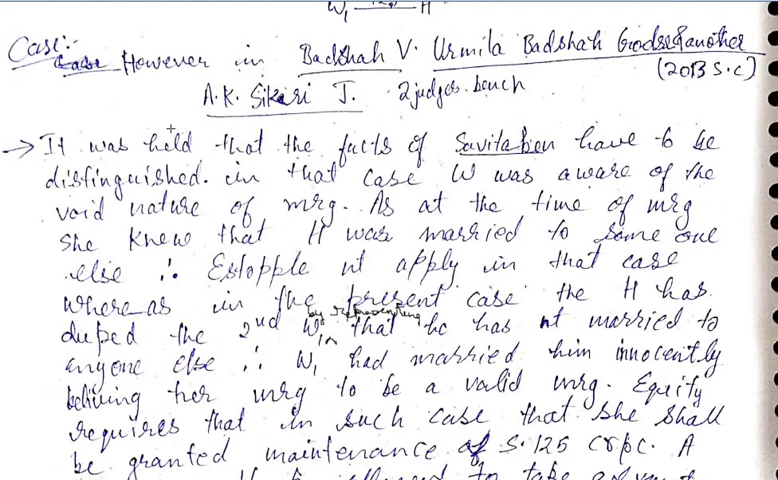 W₁ H
Case:-
Case However in Badshah V. Urmila Badshah Godse & another
(2013 S.C)
A.K. Sikari J. 2 judges bench
→ It was held that the facts of Savitaben have to be
distinguished. in that case W was aware of the
void nature of mrg. As at the time of mrg
she knew that H was married to some one
else ∴ Estopple nt apply in that case
where as in the present case the H has
by representing
duped the 2nd W, that he has nt married to
anyone else ∴ W, had married him innocently
believing her mrg to be a valid mrg. Equity
requires that in such case that she shall
be granted maintenance of S.125 crpc. A
to take